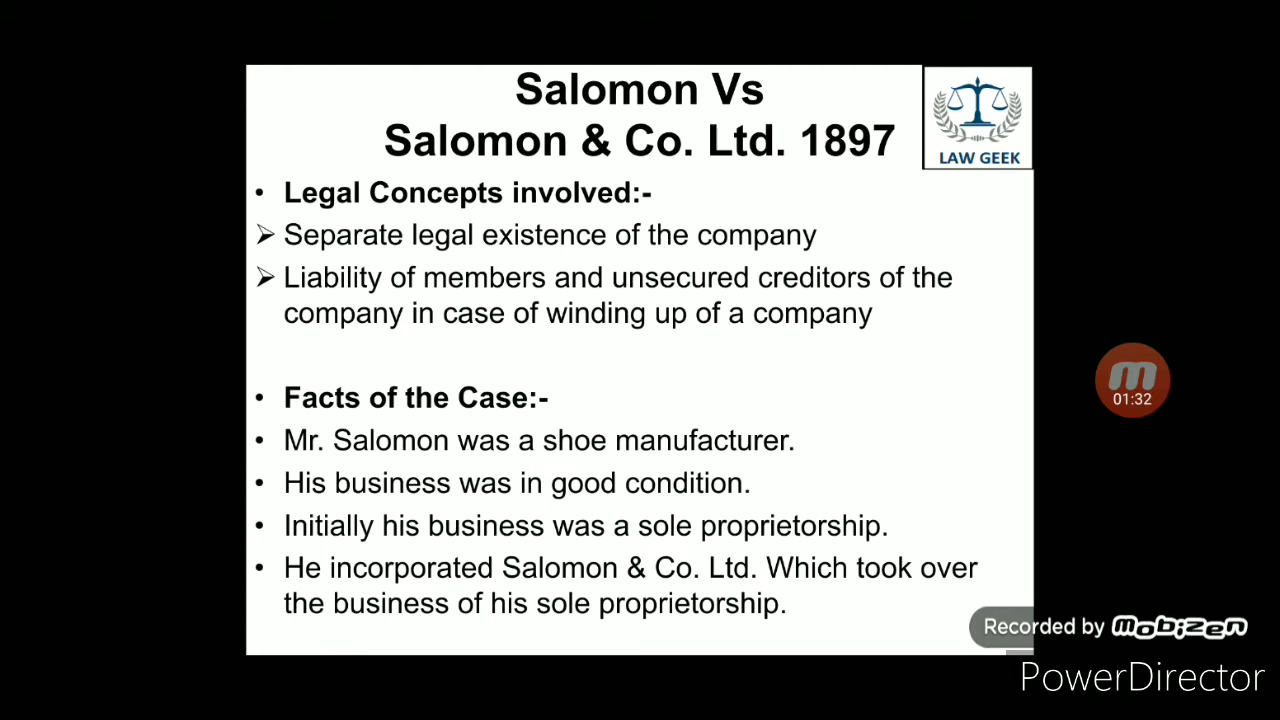 Salomon Vs
Salomon & Co. Ltd. 1897
LAW GEEK
• Legal Concepts involved:-
➢ Separate legal existence of the company
➢ Liability of members and unsecured creditors of the
company in case of winding up of a company
• Facts of the Case:-
• Mr. Salomon was a shoe manufacturer.
• His business was in good condition.
• Initially his business was a sole proprietorship.
• He incorporated Salomon & Co. Ltd. Which took over
the business of his sole proprietorship.
01:32
Recorded by mobizen
PowerDirector